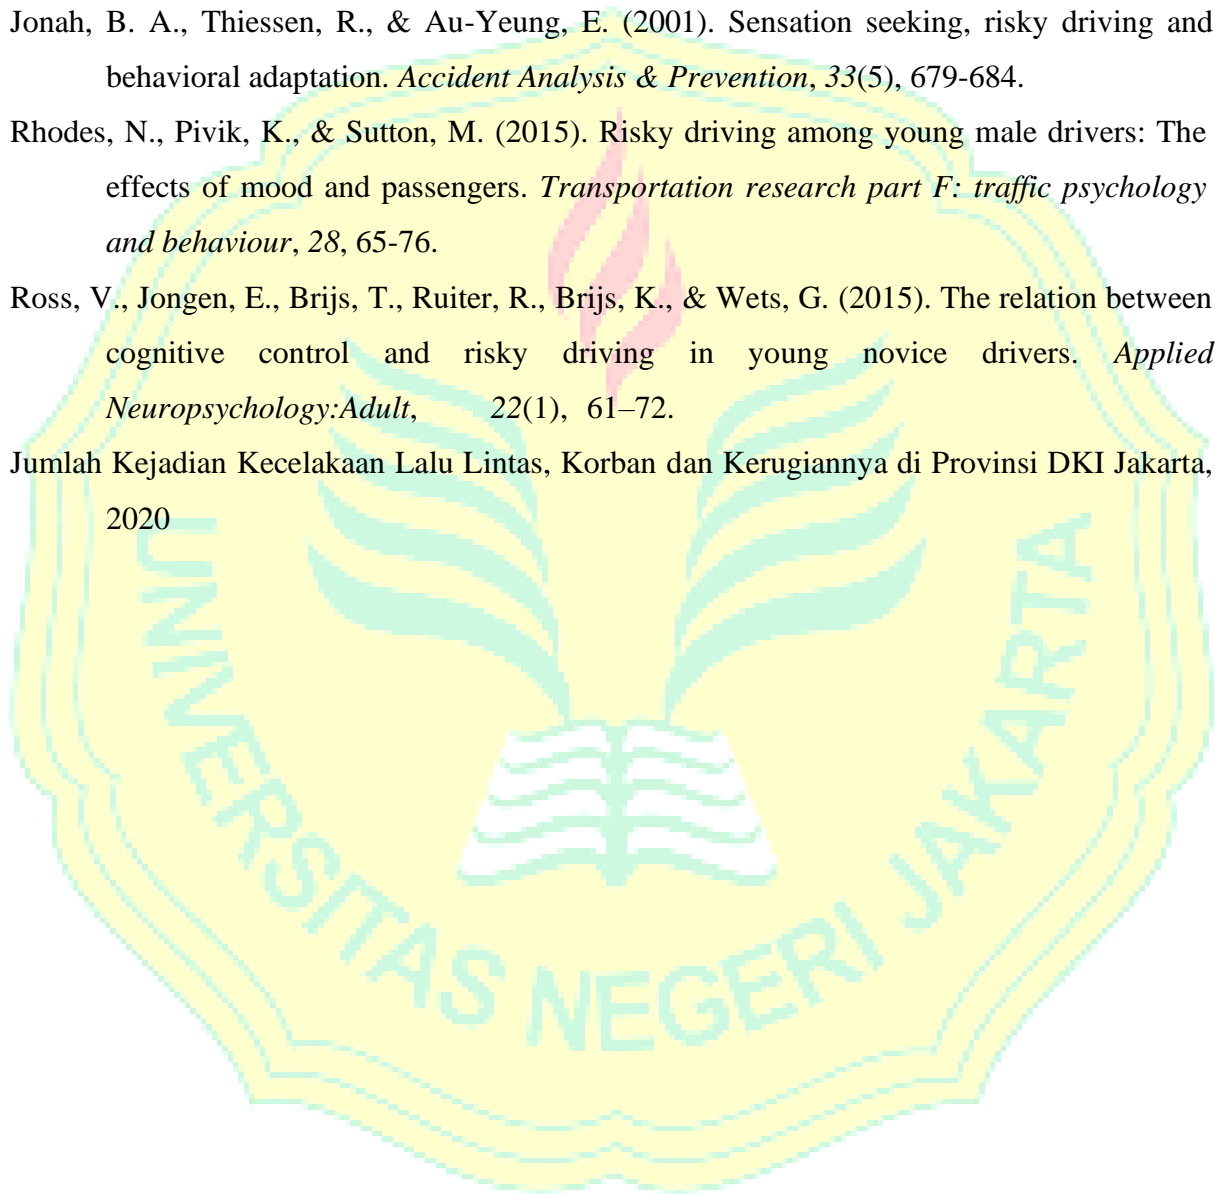 Jonah, B. A., Thiessen, R., & Au-Yeung, E. (2001). Sensation seeking, risky driving and
behavioral adaptation. Accident Analysis & Prevention, 33(5), 679-684.
Rhodes, N., Pivik, K., & Sutton, M. (2015). Risky driving among young male drivers: The
effects of mood and passengers. Transportation research part F: traffic psychology
and behaviour, 28, 65-76.
Ross, V., Jongen, E., Brijs, T., Ruiter, R., Brijs, K., & Wets, G. (2015). The relation between
cognitive control and risky driving in young novice drivers. Applied
Neuropsychology:Adult, 22(1), 61–72.
Jumlah Kejadian Kecelakaan Lalu Lintas, Korban dan Kerugiannya di Provinsi DKI Jakarta,
2020
UNIVERSITAS NEGERI JAKARTA